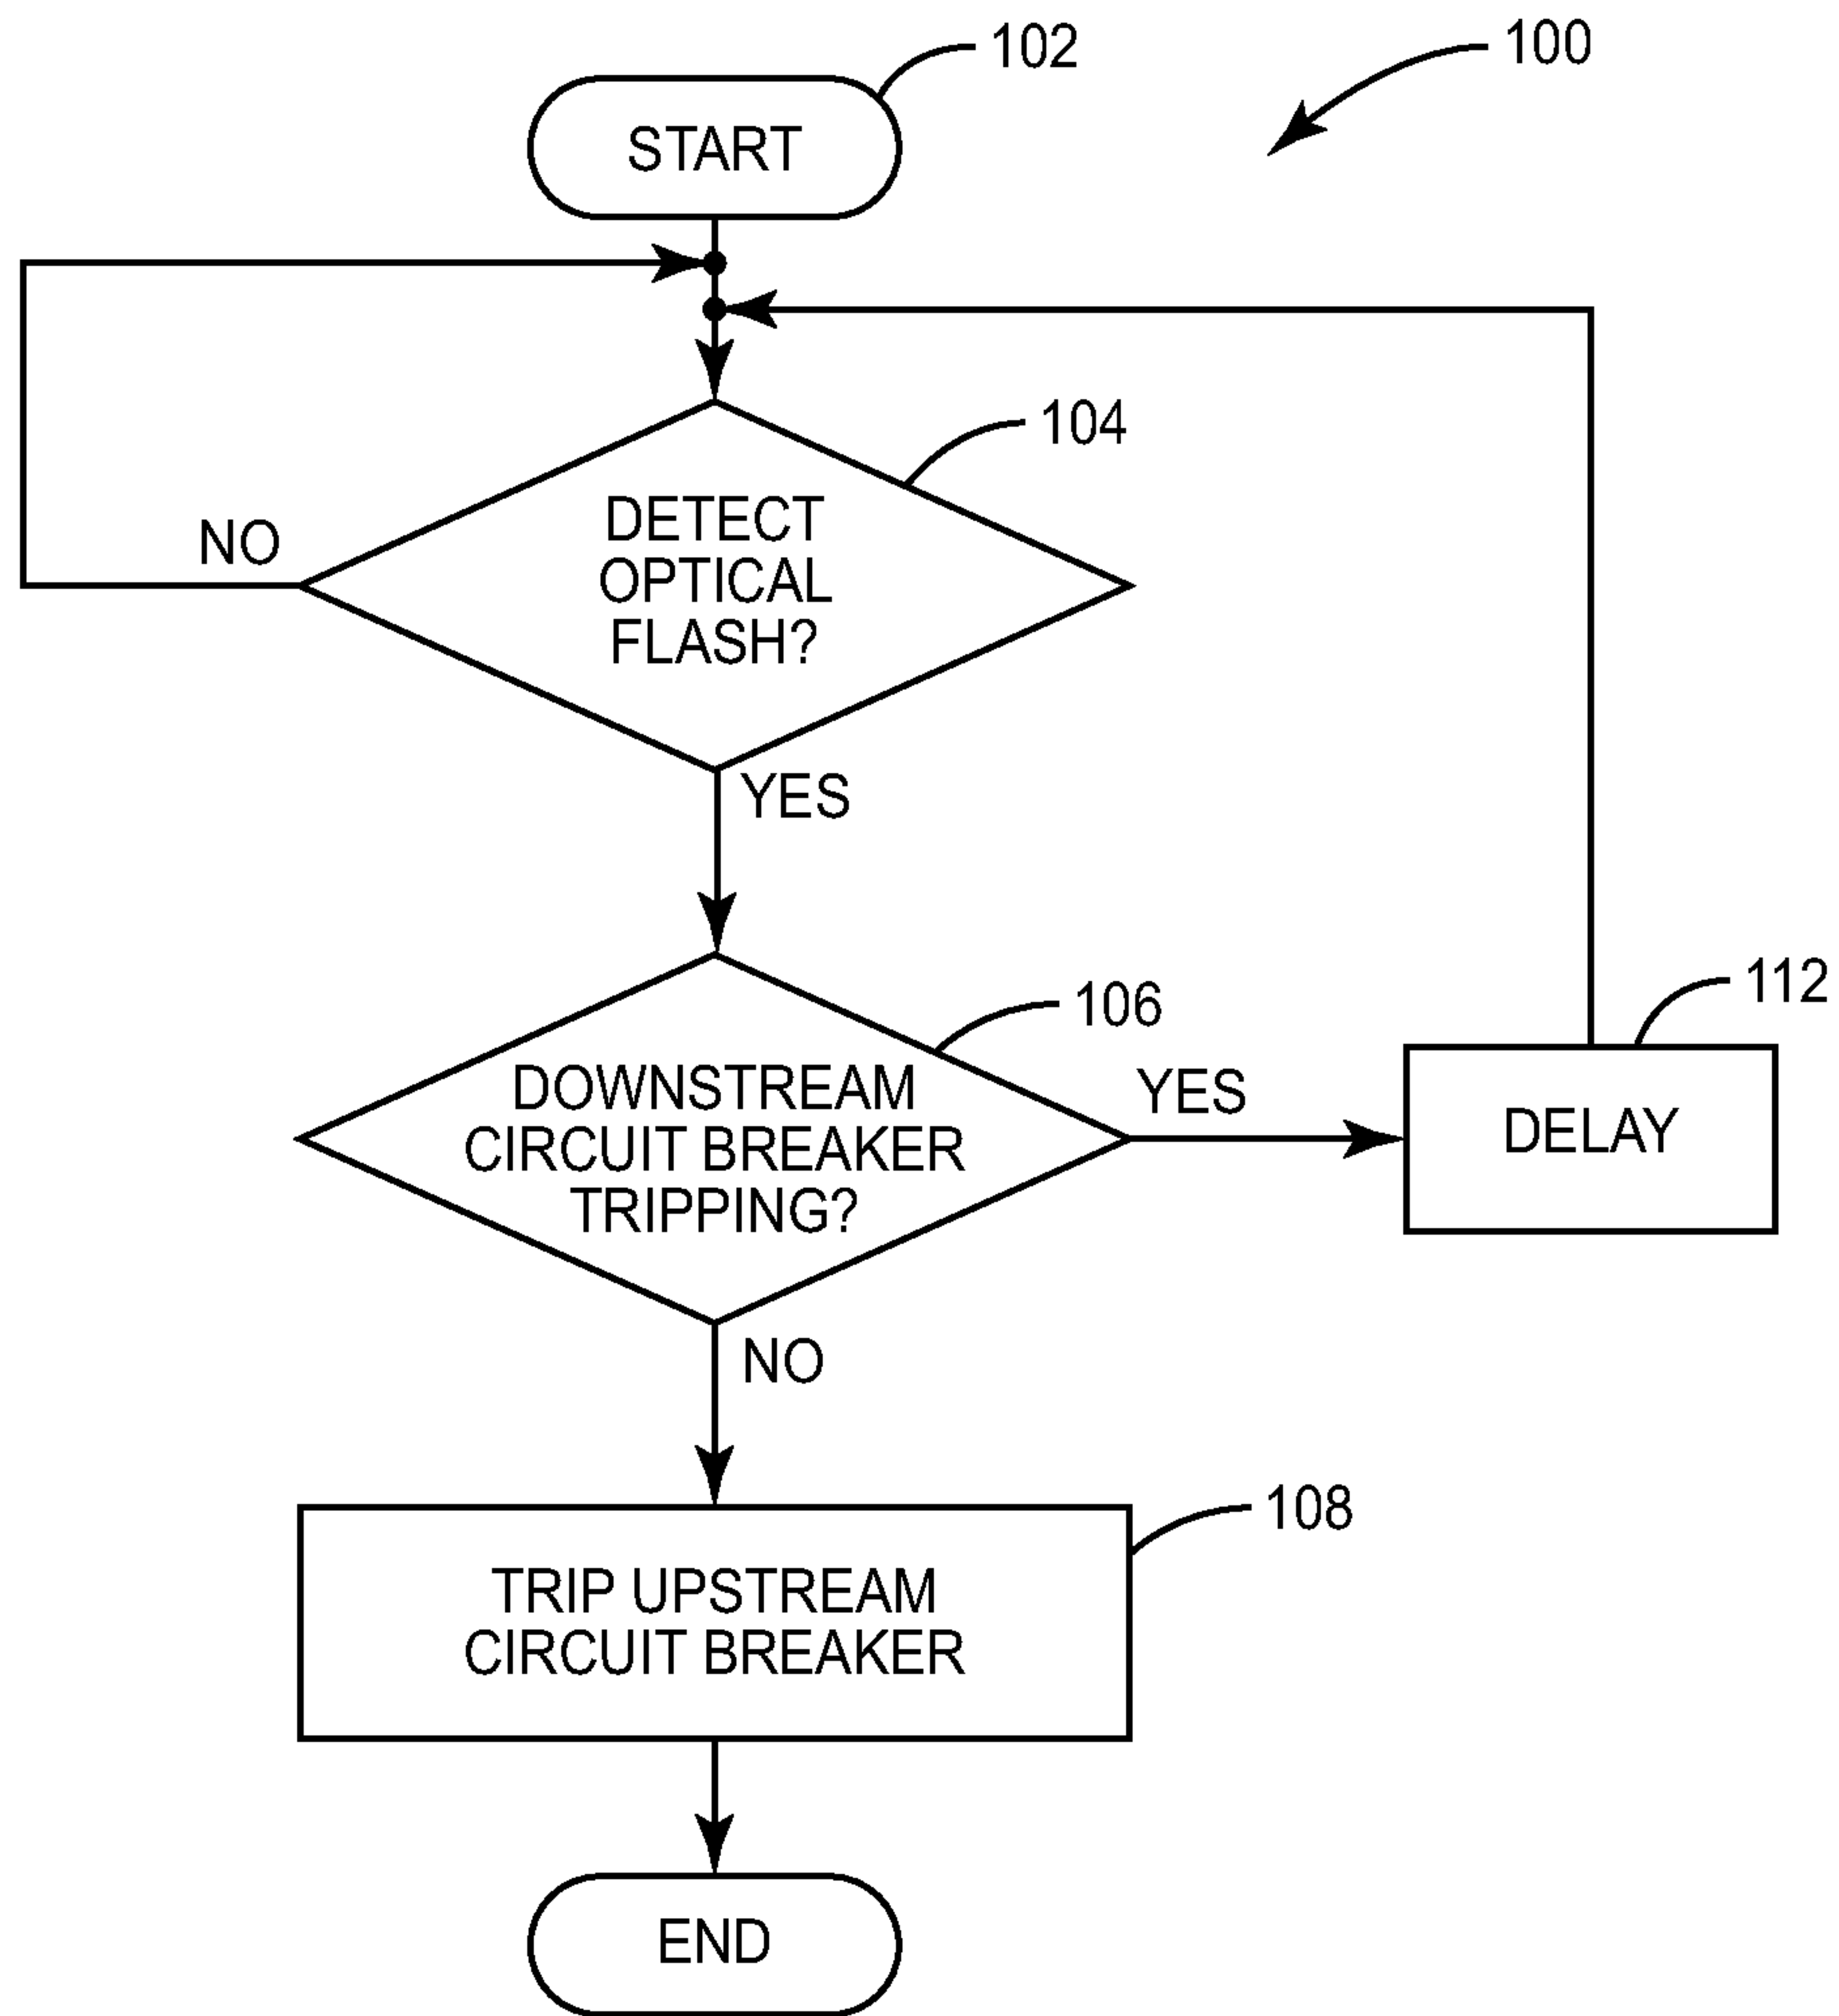 102
100
START
104
DETECT
OPTICAL
FLASH?
NO
YES
106
112
DOWNSTREAM
CIRCUIT BREAKER
TRIPPING?
YES
DELAY
NO
108
TRIP UPSTREAM
CIRCUIT BREAKER
END